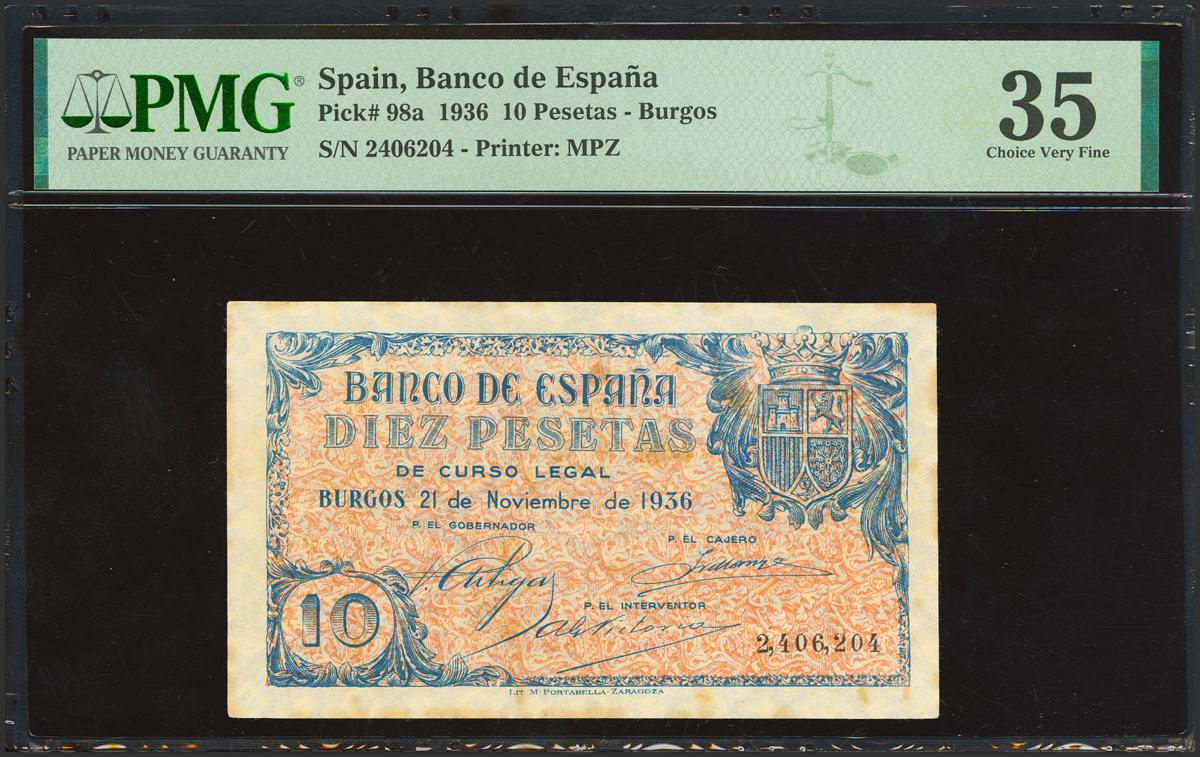 PMG®
PAPER MONEY GUARANTY
Spain, Banco de España
Pick# 98a 1936 10 Pesetas - Burgos
S/N 2406204 - Printer: MPZ
35
Choice Very Fine
BANCO DE ESPAÑA
DIEZ PESETAS
DE CURSO LEGAL
BURGOS 21 de Noviembre de 1936
P. EL GOBERNADOR
P. EL CAJERO
P. EL INTERVENTOR
10
2,406,204
LIT. M. PORTABELLA-ZARAGOZA